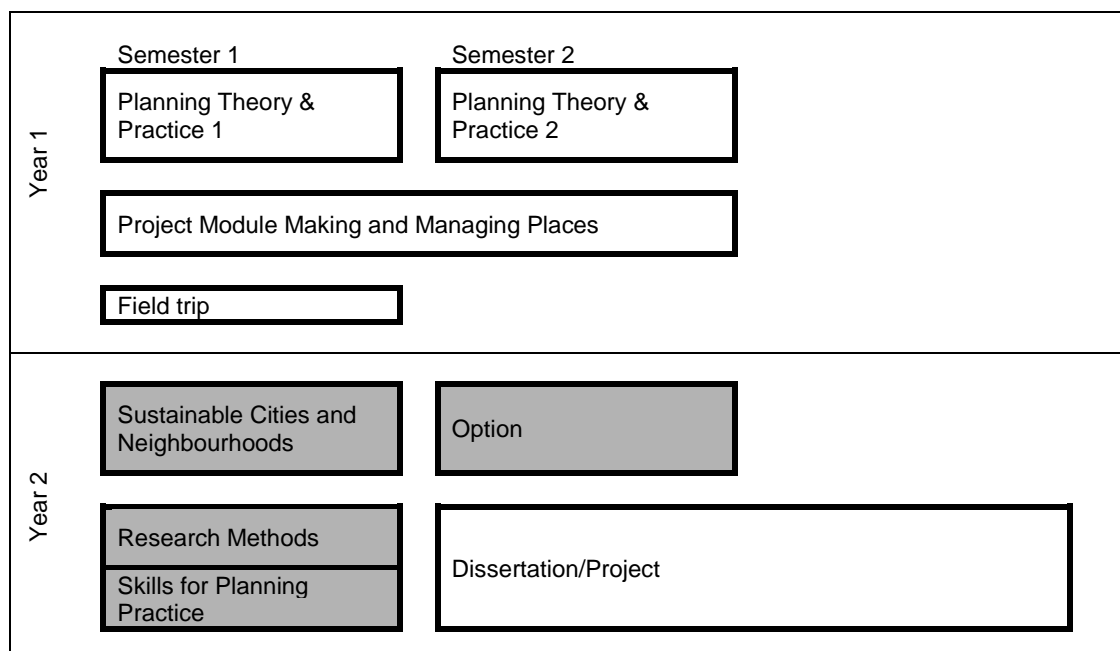 Year 1
Semester 1
Semester 2
Planning Theory &
Practice 1
Planning Theory &
Practice 2
Project Module Making and Managing Places
Field trip
Year 2
Sustainable Cities and
Neighbourhoods
Option
Research Methods
Skills for Planning
Practice
Dissertation/Project